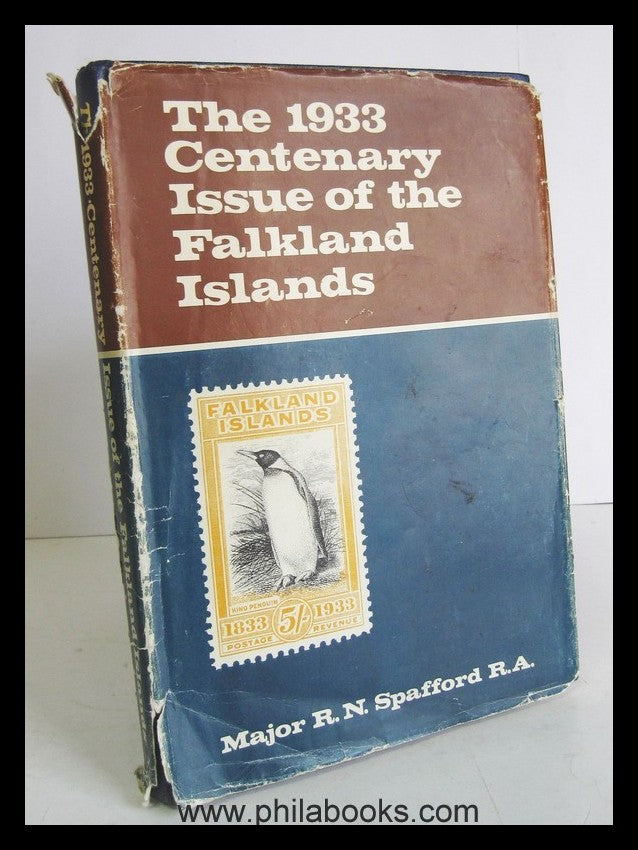 The 1933
Centenary
Issue of the
Falkland
Islands
FALKLAND
ISLANDS
KING PENGUIN
1833 5/- 1933
POSTAGE REVENUE
Major R. N. Spafford R.A.
1933 Centenary Issue of the Falkland
www.philabooks.com